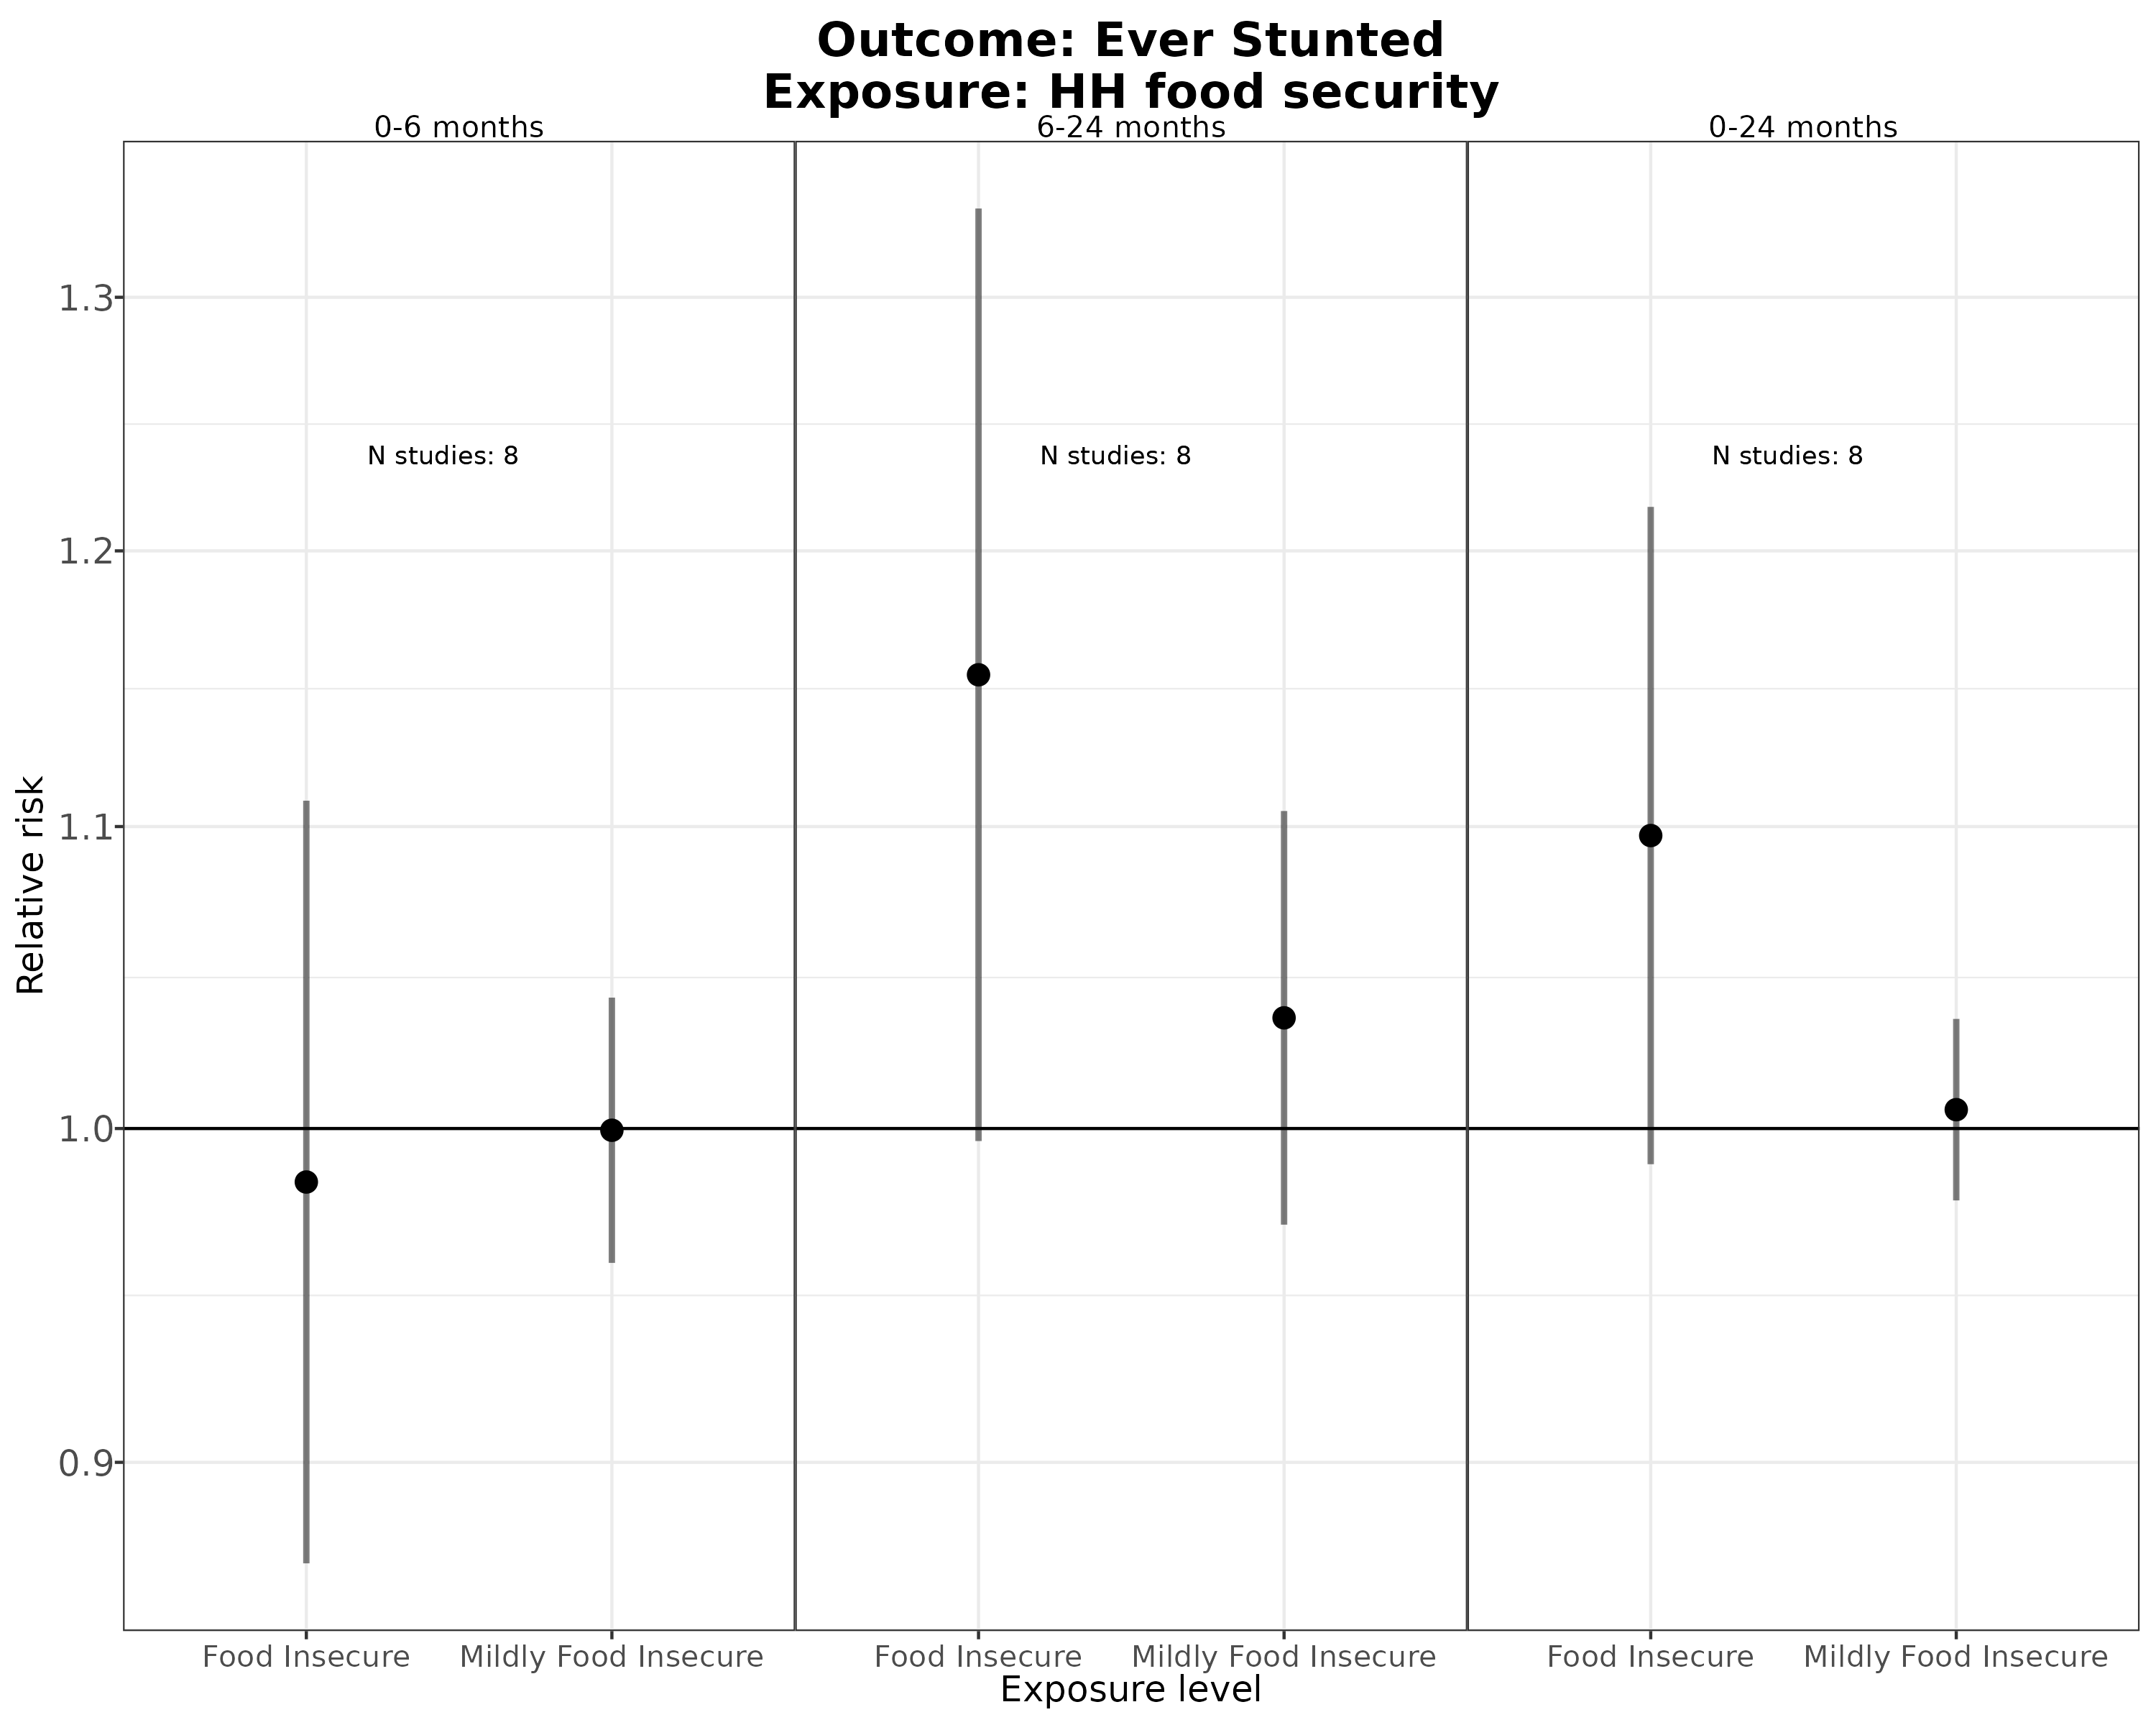 Outcome: Ever Stunted
Exposure: HH food security
0-6 months
6-24 months
0-24 months
1.3
1.2
1.1
1.0
0.9
Relative risk
N studies: 8
N studies: 8
N studies: 8
Food Insecure
Mildly Food Insecure
Food Insecure
Mildly Food Insecure
Food Insecure
Mildly Food Insecure
Exposure level